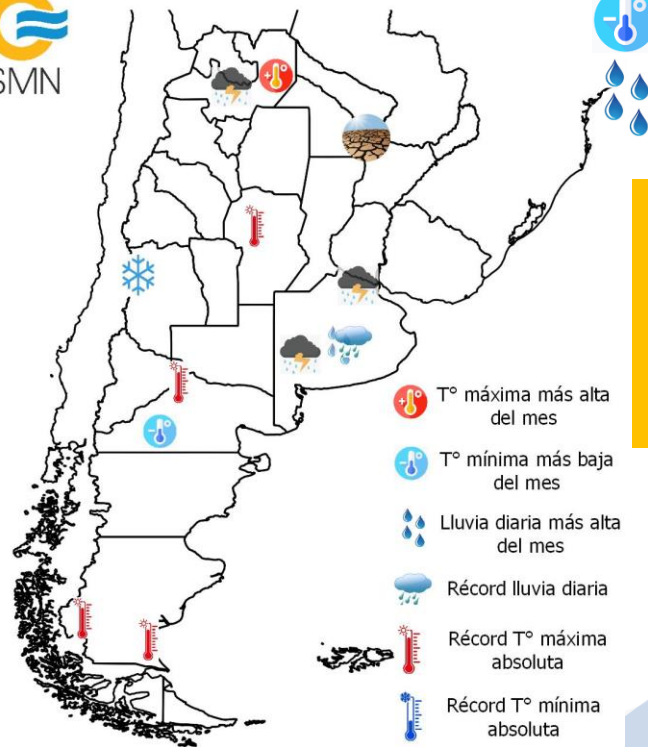 SMN
T° máxima más alta
del mes
T° mínima más baja
del mes
Lluvia diaria más alta
del mes
Récord lluvia diaria
Récord T° máxima
absoluta
Récord T° mínima
absoluta